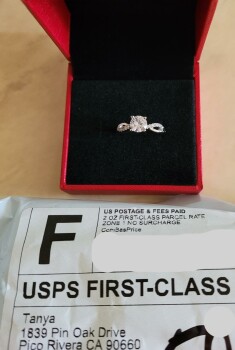 F
US POSTAGE & FEES PAID
2 OZ FIRST-CLASS PARCEL RATE
ZONE 1 NO SURCHARGE
ComBasPrice
USPS FIRST-CLASS
Tanya
1839 Pin Oak Drive
Pico Rivera CA 90660